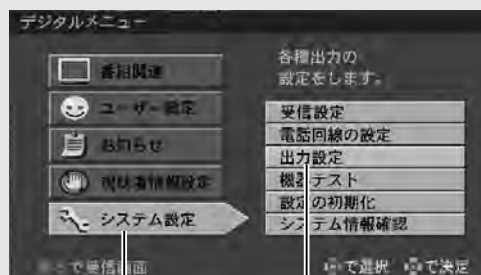 デジタルメニュー
番組関連
ユーザー設定
お知らせ
視聴者情報設定
システム設定
各種出力の
設定をします。
受信設定
電話回線の設定
出力設定
機器テスト
設定の初期化
システム情報確認
で受信画面
で選択 で決定